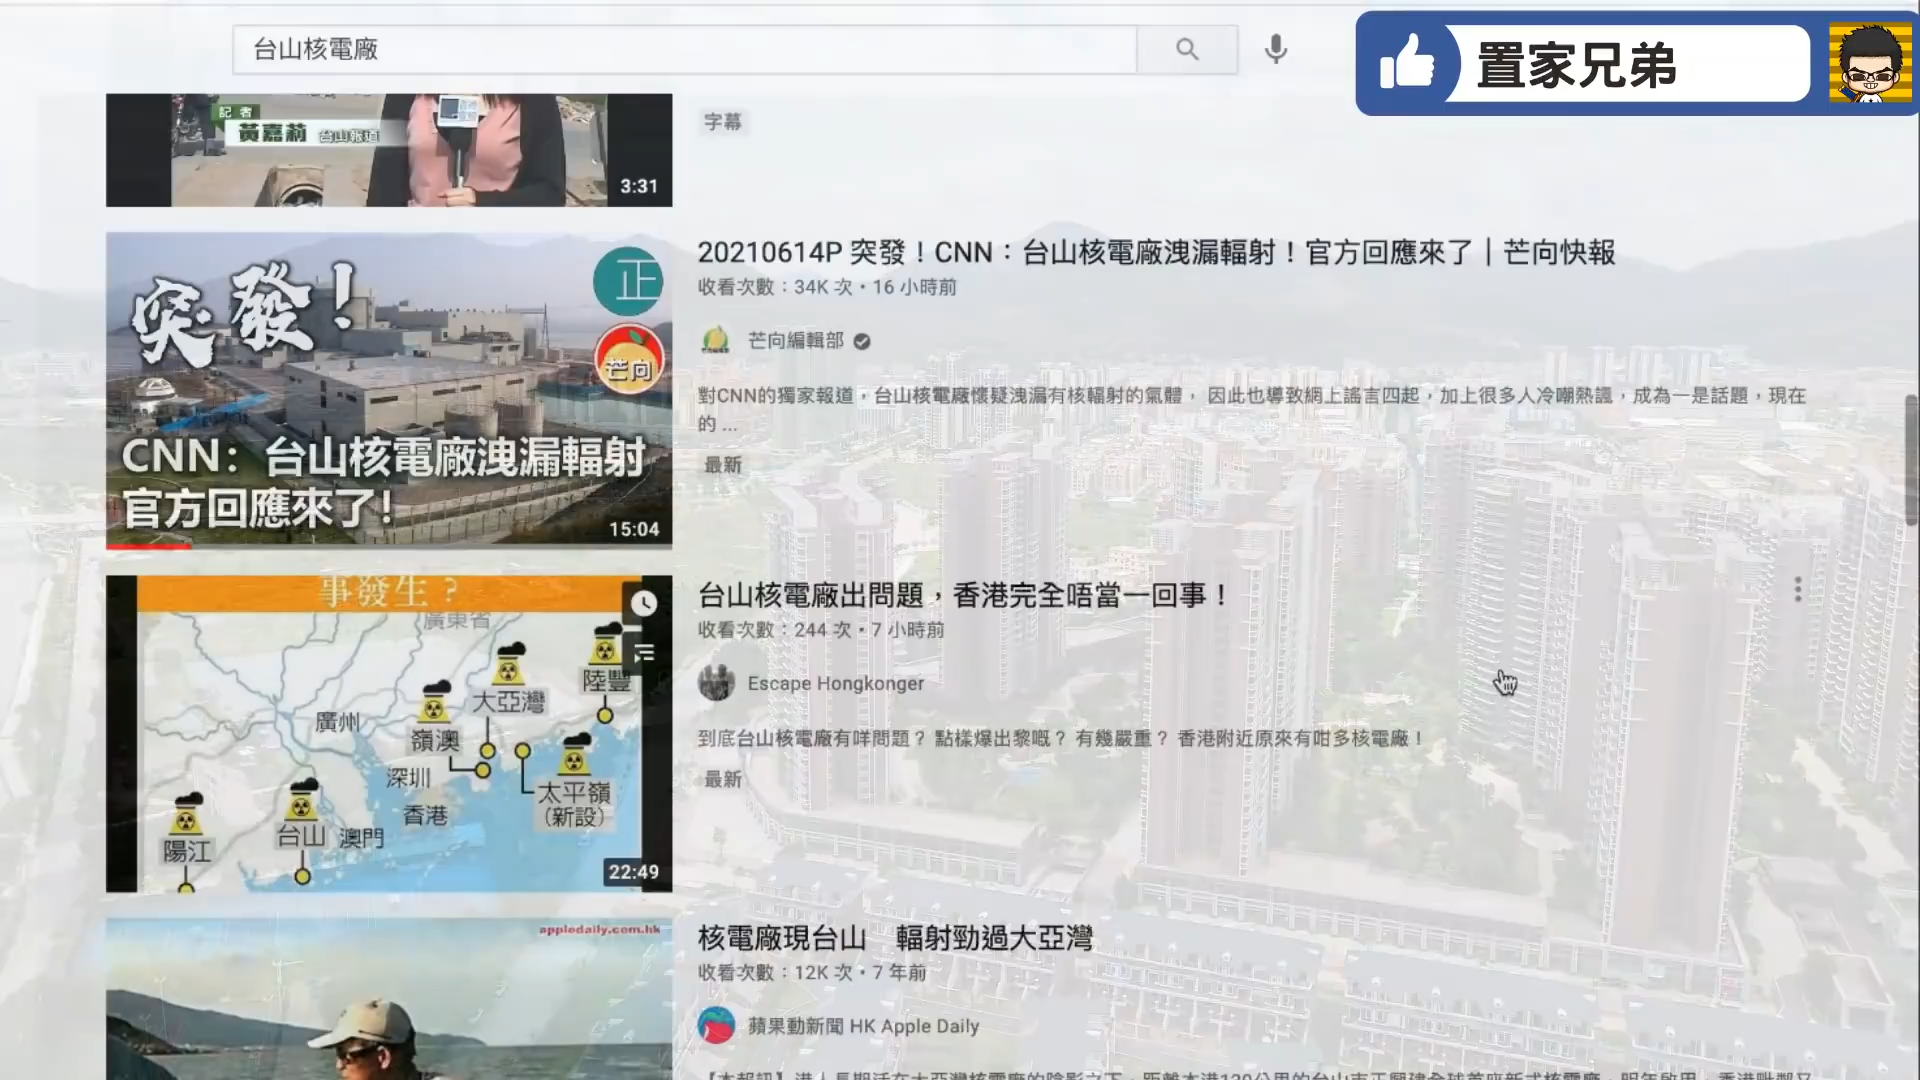 台山核電廠
置家兄弟
記者
黃嘉莉 台山報道
3:31
字幕
突發！
正
芒向
CNN：台山核電廠洩漏輻射
官方回應來了！
15:04
20210614P 突發！CNN：台山核電廠洩漏輻射！官方回應來了｜芒向快報
收看次數：34K 次・16 小時前
芒向編輯部
對CNN的獨家報道，台山核電廠懷疑洩漏有核輻射的氣體， 因此也導致網上謠言四起，加上很多人冷嘲熱諷，成為一是話題，現在
的 ...
最新
事發生？
廣東省
陸豐
大亞灣
廣州
嶺澳
深圳
太平嶺
(新設)
香港
台山
澳門
陽江
22:49
台山核電廠出問題，香港完全唔當一回事！
收看次數：244 次・7 小時前
Escape Hongkonger
到底台山核電廠有咩問題？ 點樣爆出黎嘅？ 有幾嚴重？ 香港附近原來有咁多核電廠！
最新
appledaily.com.hk
核電廠現台山　輻射勁過大亞灣
收看次數：12K 次・7 年前
蘋果動新聞 HK Apple Daily